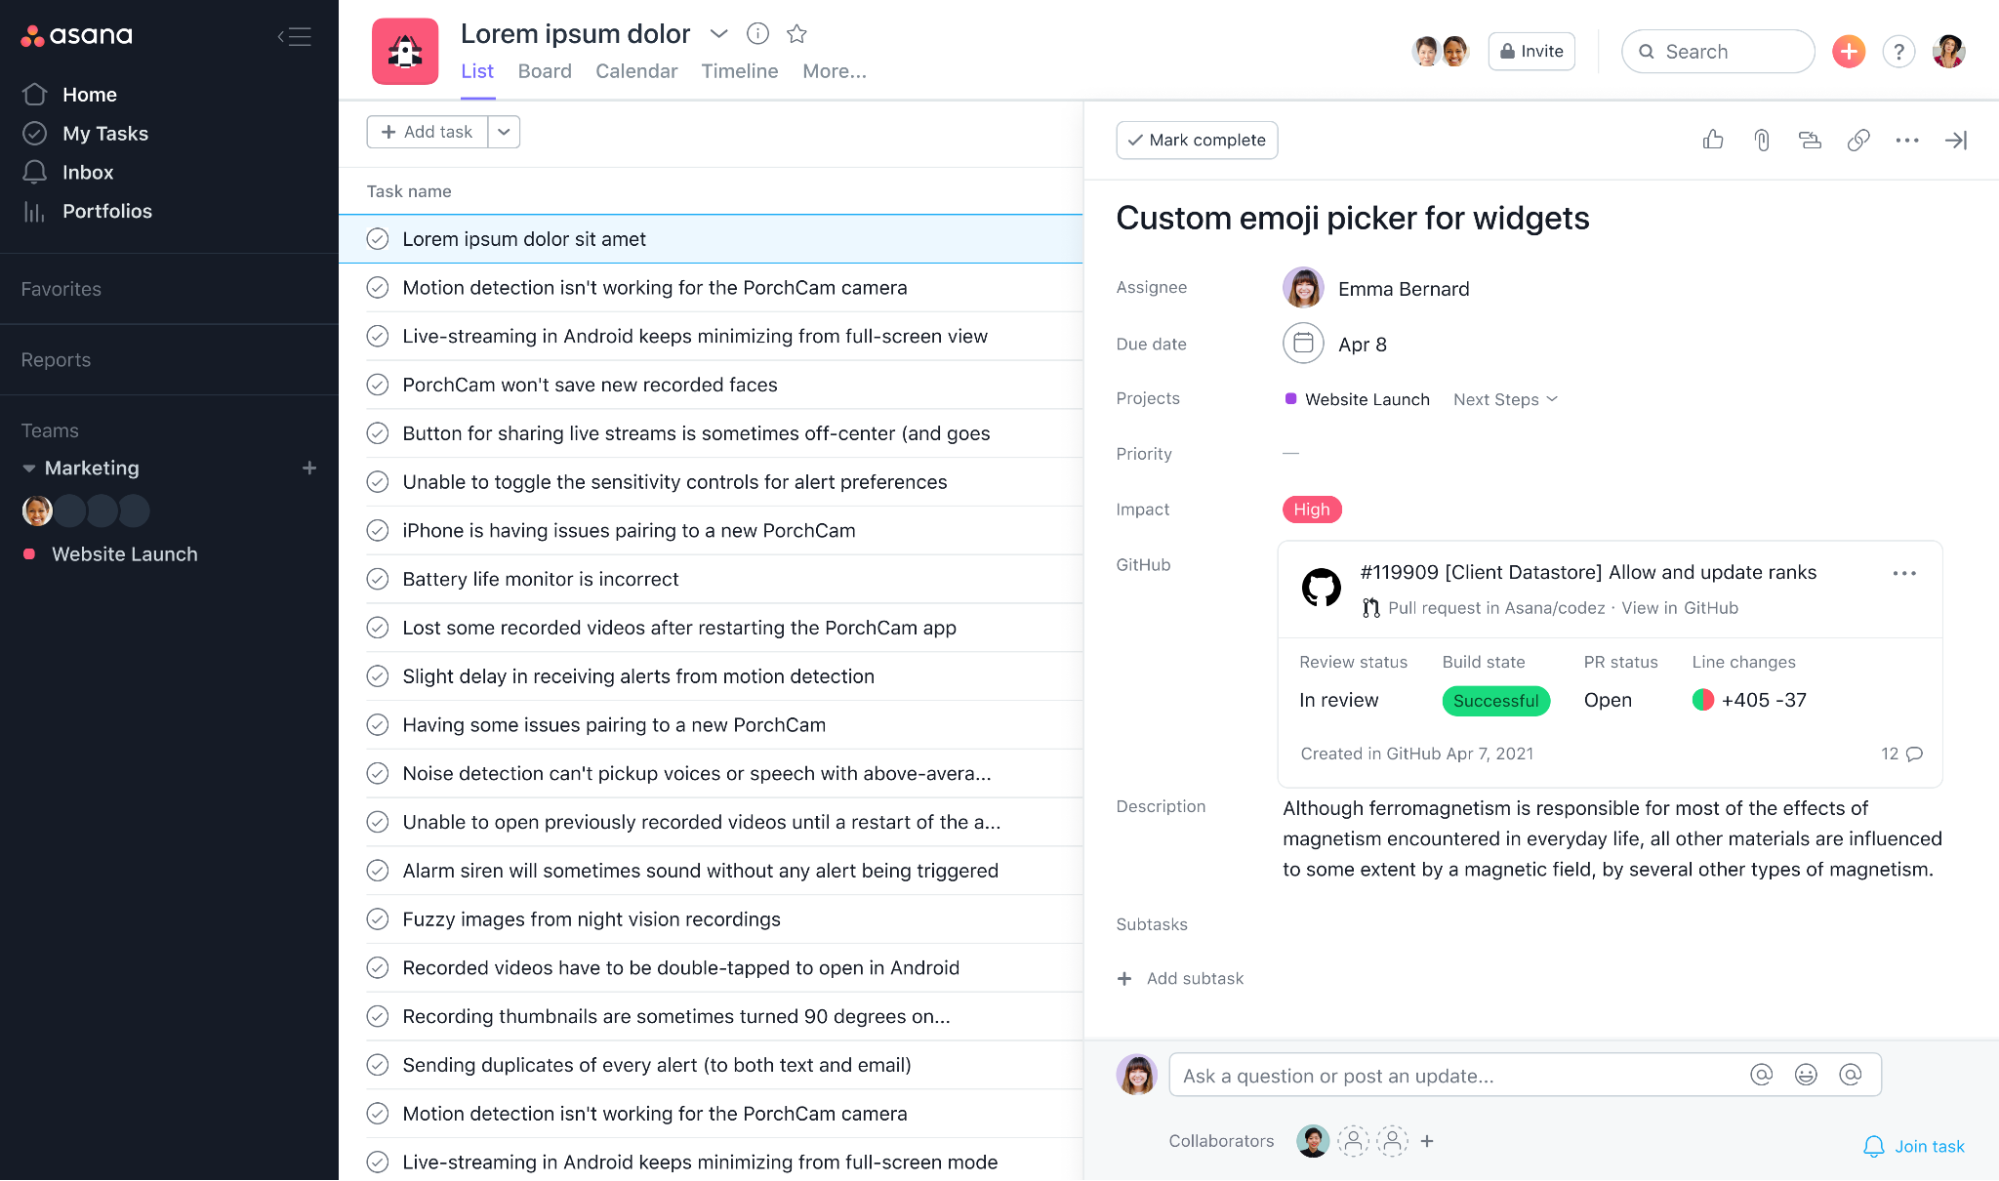 asana
Home
My Tasks
Inbox
Portfolios
Favorites
Reports
Teams
Marketing
Website Launch
Lorem ipsum dolor
List Board Calendar Timeline More...
Invite
Search
?
+ Add task
Task name
Lorem ipsum dolor sit amet
Motion detection isn't working for the PorchCam camera
Live-streaming in Android keeps minimizing from full-screen view
PorchCam won't save new recorded faces
Button for sharing live streams is sometimes off-center (and goes
Unable to toggle the sensitivity controls for alert preferences
iPhone is having issues pairing to a new PorchCam
Battery life monitor is incorrect
Lost some recorded videos after restarting the PorchCam app
Slight delay in receiving alerts from motion detection
Having some issues pairing to a new PorchCam
Noise detection can't pickup voices or speech with above-avera...
Unable to open previously recorded videos until a restart of the a...
Alarm siren will sometimes sound without any alert being triggered
Fuzzy images from night vision recordings
Recorded videos have to be double-tapped to open in Android
Recording thumbnails are sometimes turned 90 degrees on...
Sending duplicates of every alert (to both text and email)
Motion detection isn't working for the PorchCam camera
Live-streaming in Android keeps minimizing from full-screen mode
Mark complete
Custom emoji picker for widgets
Assignee Emma Bernard
Due date Apr 8
Projects Website Launch Next Steps
Priority —
Impact High
GitHub
#119909 [Client Datastore] Allow and update ranks
Pull request in Asana/codez · View in GitHub
Review status Build state PR status Line changes
In review Successful Open +405 -37
Created in GitHub Apr 7, 2021 12
Description
Although ferromagnetism is responsible for most of the effects of
magnetism encountered in everyday life, all other materials are influenced
to some extent by a magnetic field, by several other types of magnetism.
Subtasks
+ Add subtask
Ask a question or post an update...
Collaborators
Join task